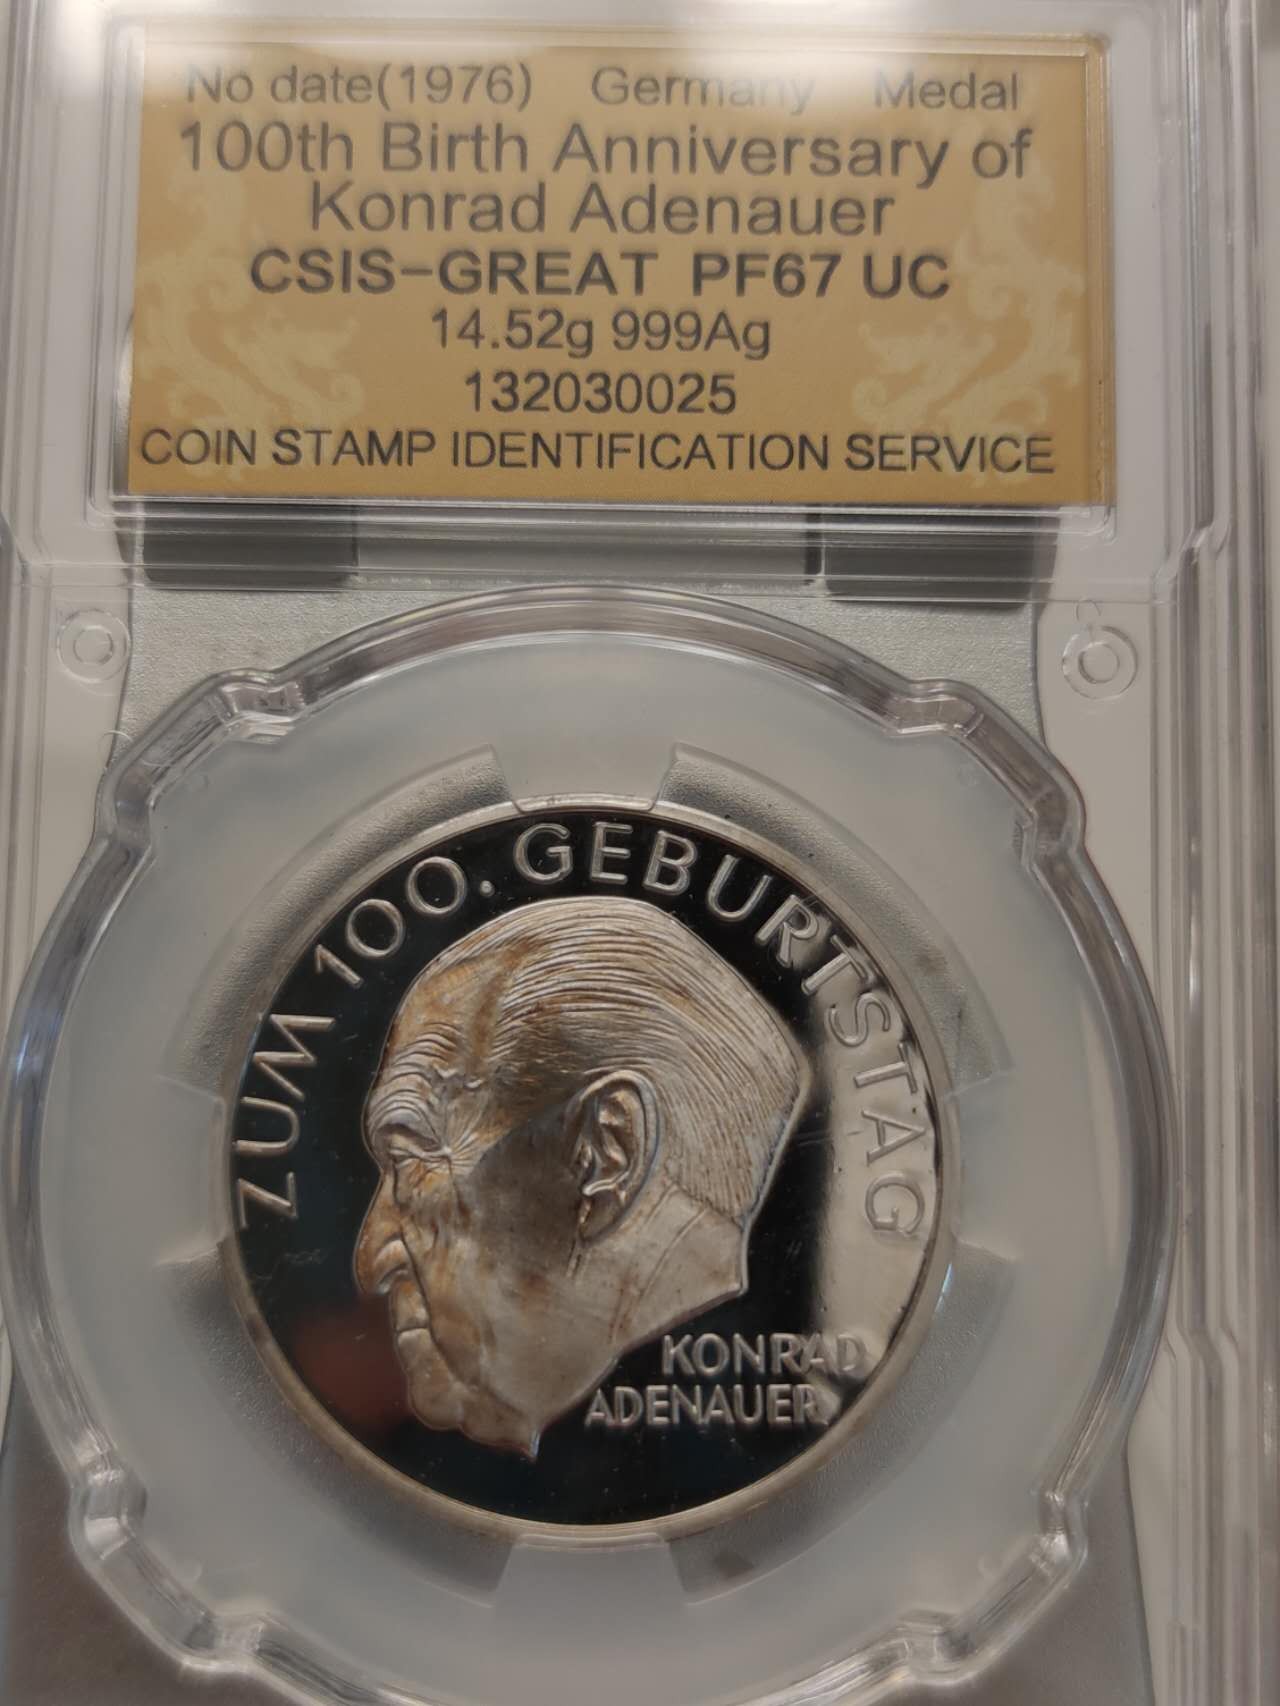 No date(1976) Germany Medal
100th Birth Anniversary of
Konrad Adenauer
CSIS-GREAT PF67 UC
14.52g 999Ag
132030025
COIN STAMP IDENTIFICATION SERVICE
ZUM 100. GEBURTSTAG
KONRAD
ADENAUER